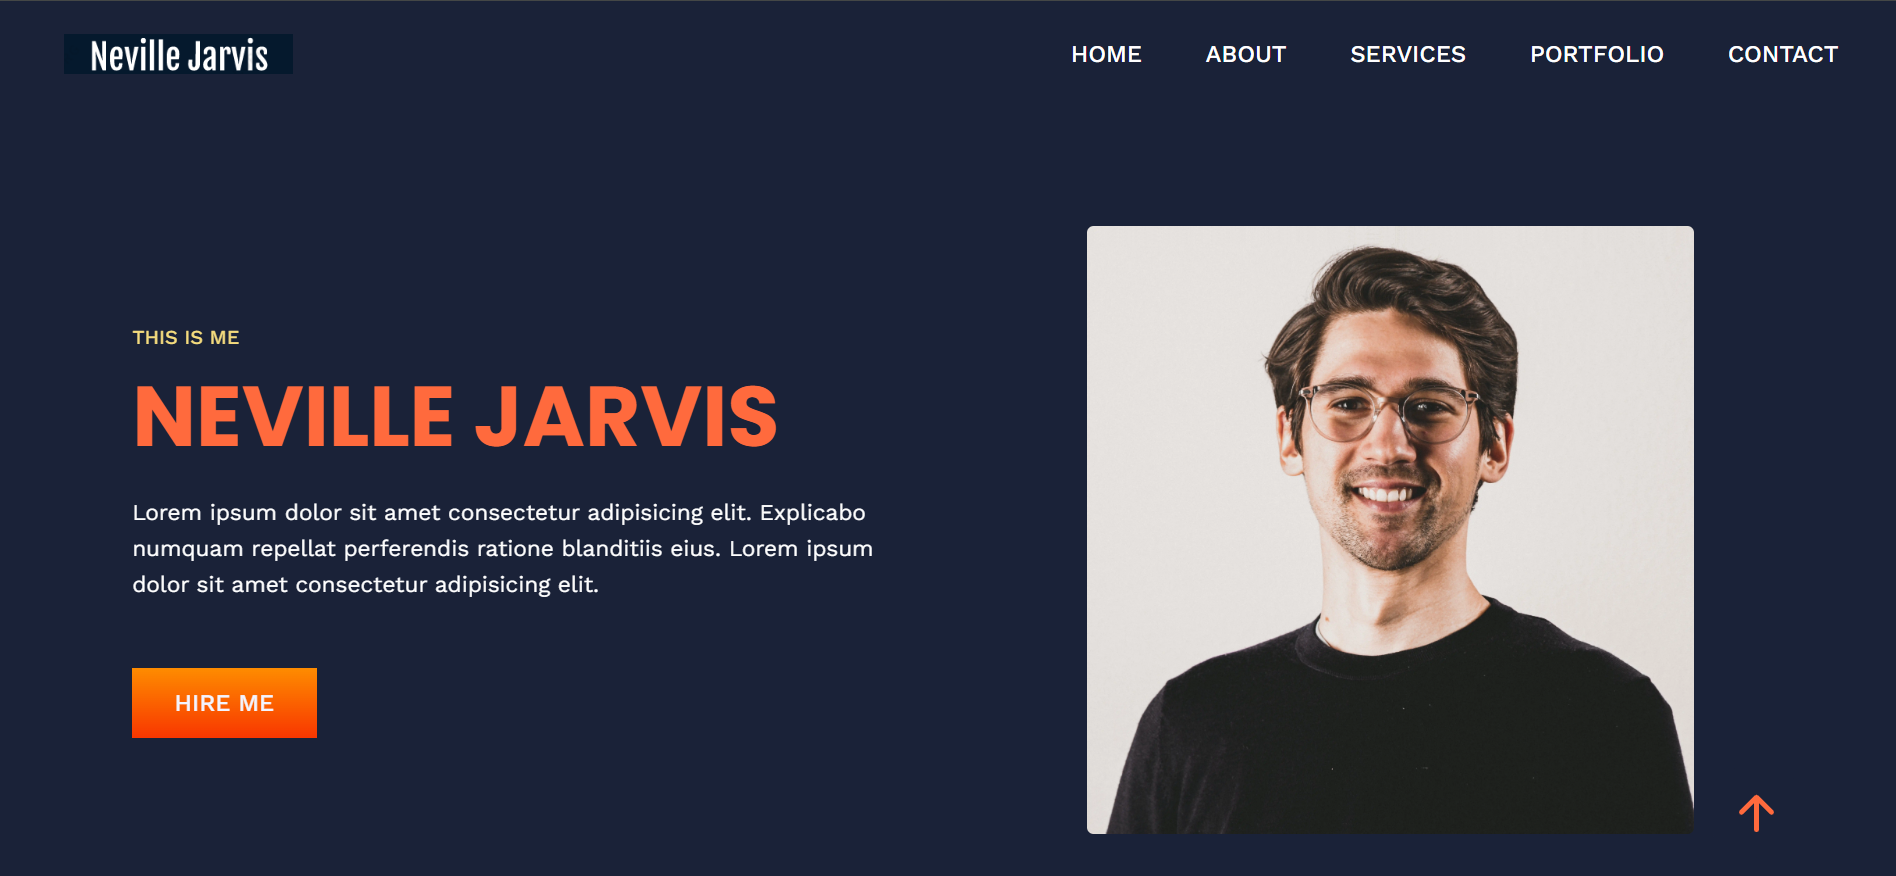 Neville Jarvis
HOME ABOUT SERVICES PORTFOLIO CONTACT
THIS IS ME
NEVILLE JARVIS
Lorem ipsum dolor sit amet consectetur adipisicing elit. Explicabo
numquam repellat perferendis ratione blanditiis eius. Lorem ipsum
dolor sit amet consectetur adipisicing elit.
HIRE ME